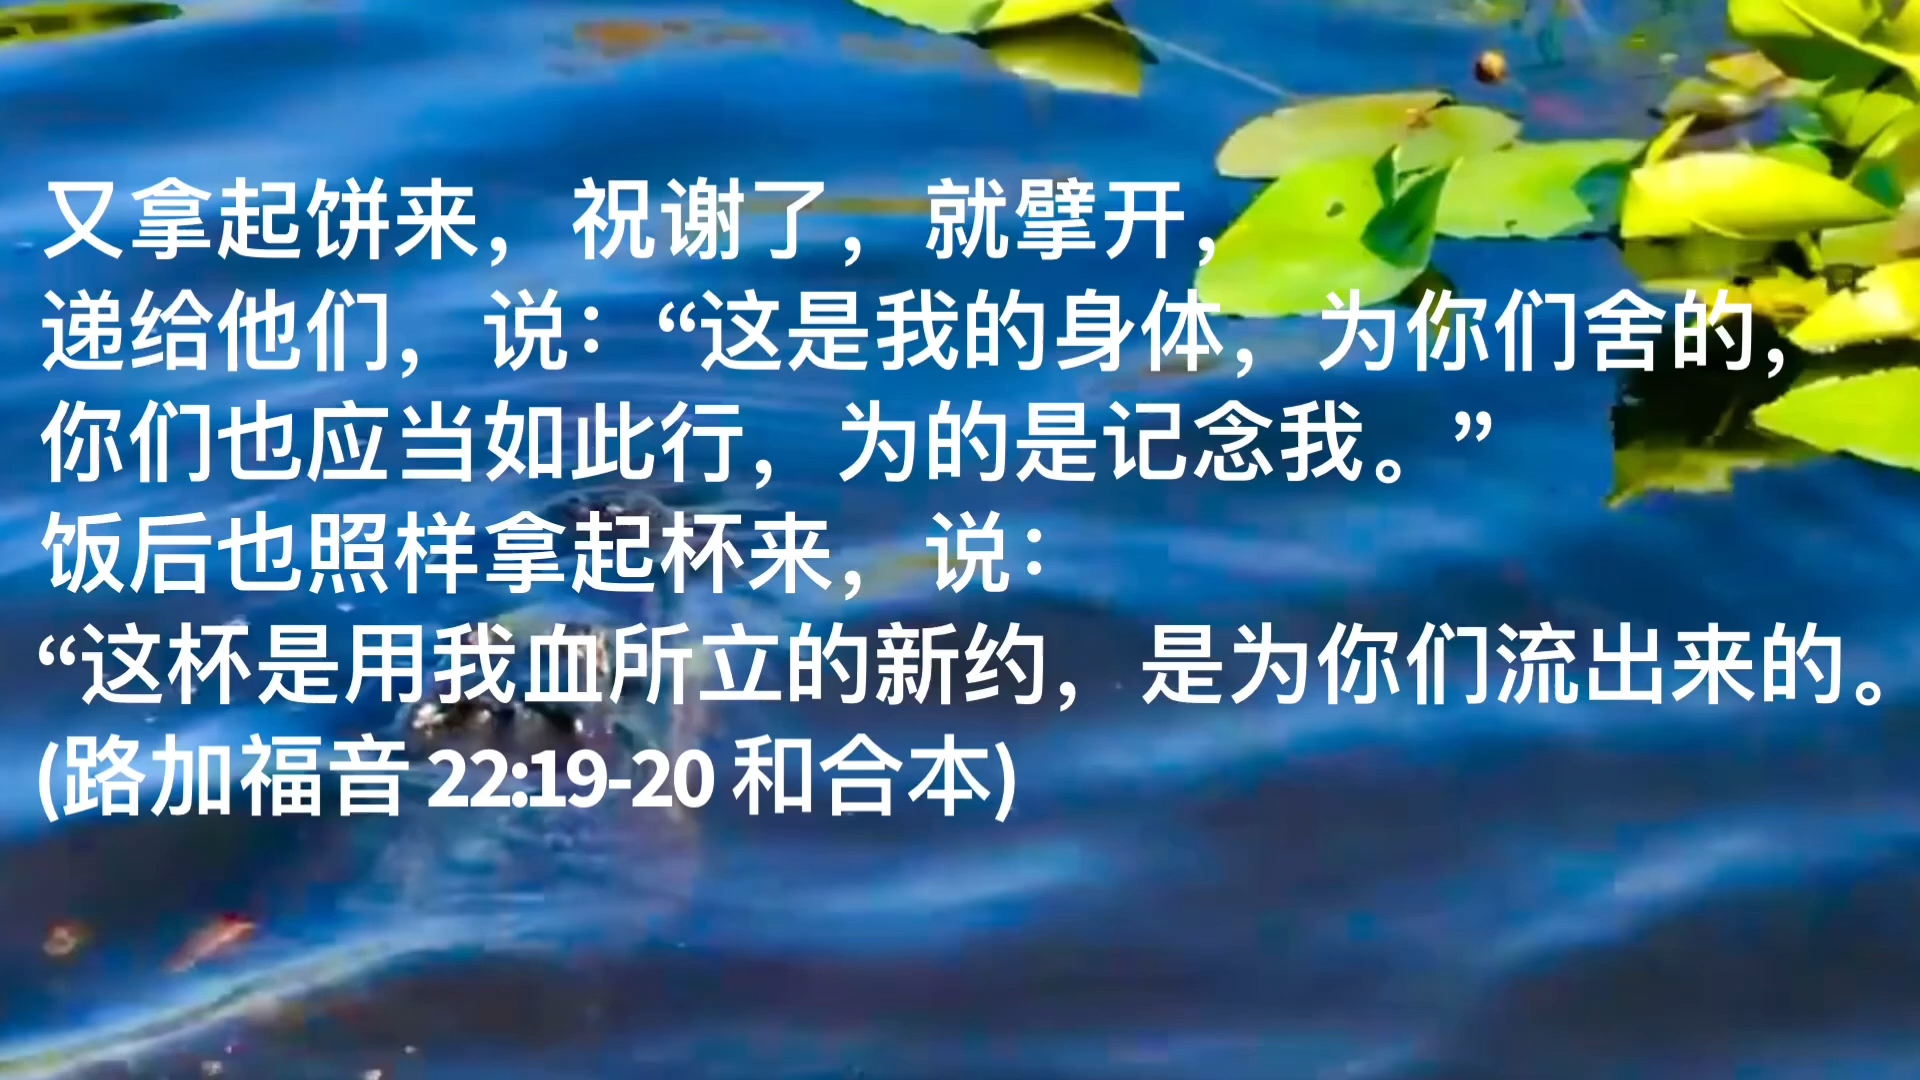 又拿起饼来，祝谢了，就擘开，
递给他们，说：“这是我的身体，为你们舍的，
你们也应当如此行，为的是记念我。”
饭后也照样拿起杯来，说：
“这杯是用我血所立的新约，是为你们流出来的。
(路加福音 22:19-20 和合本)